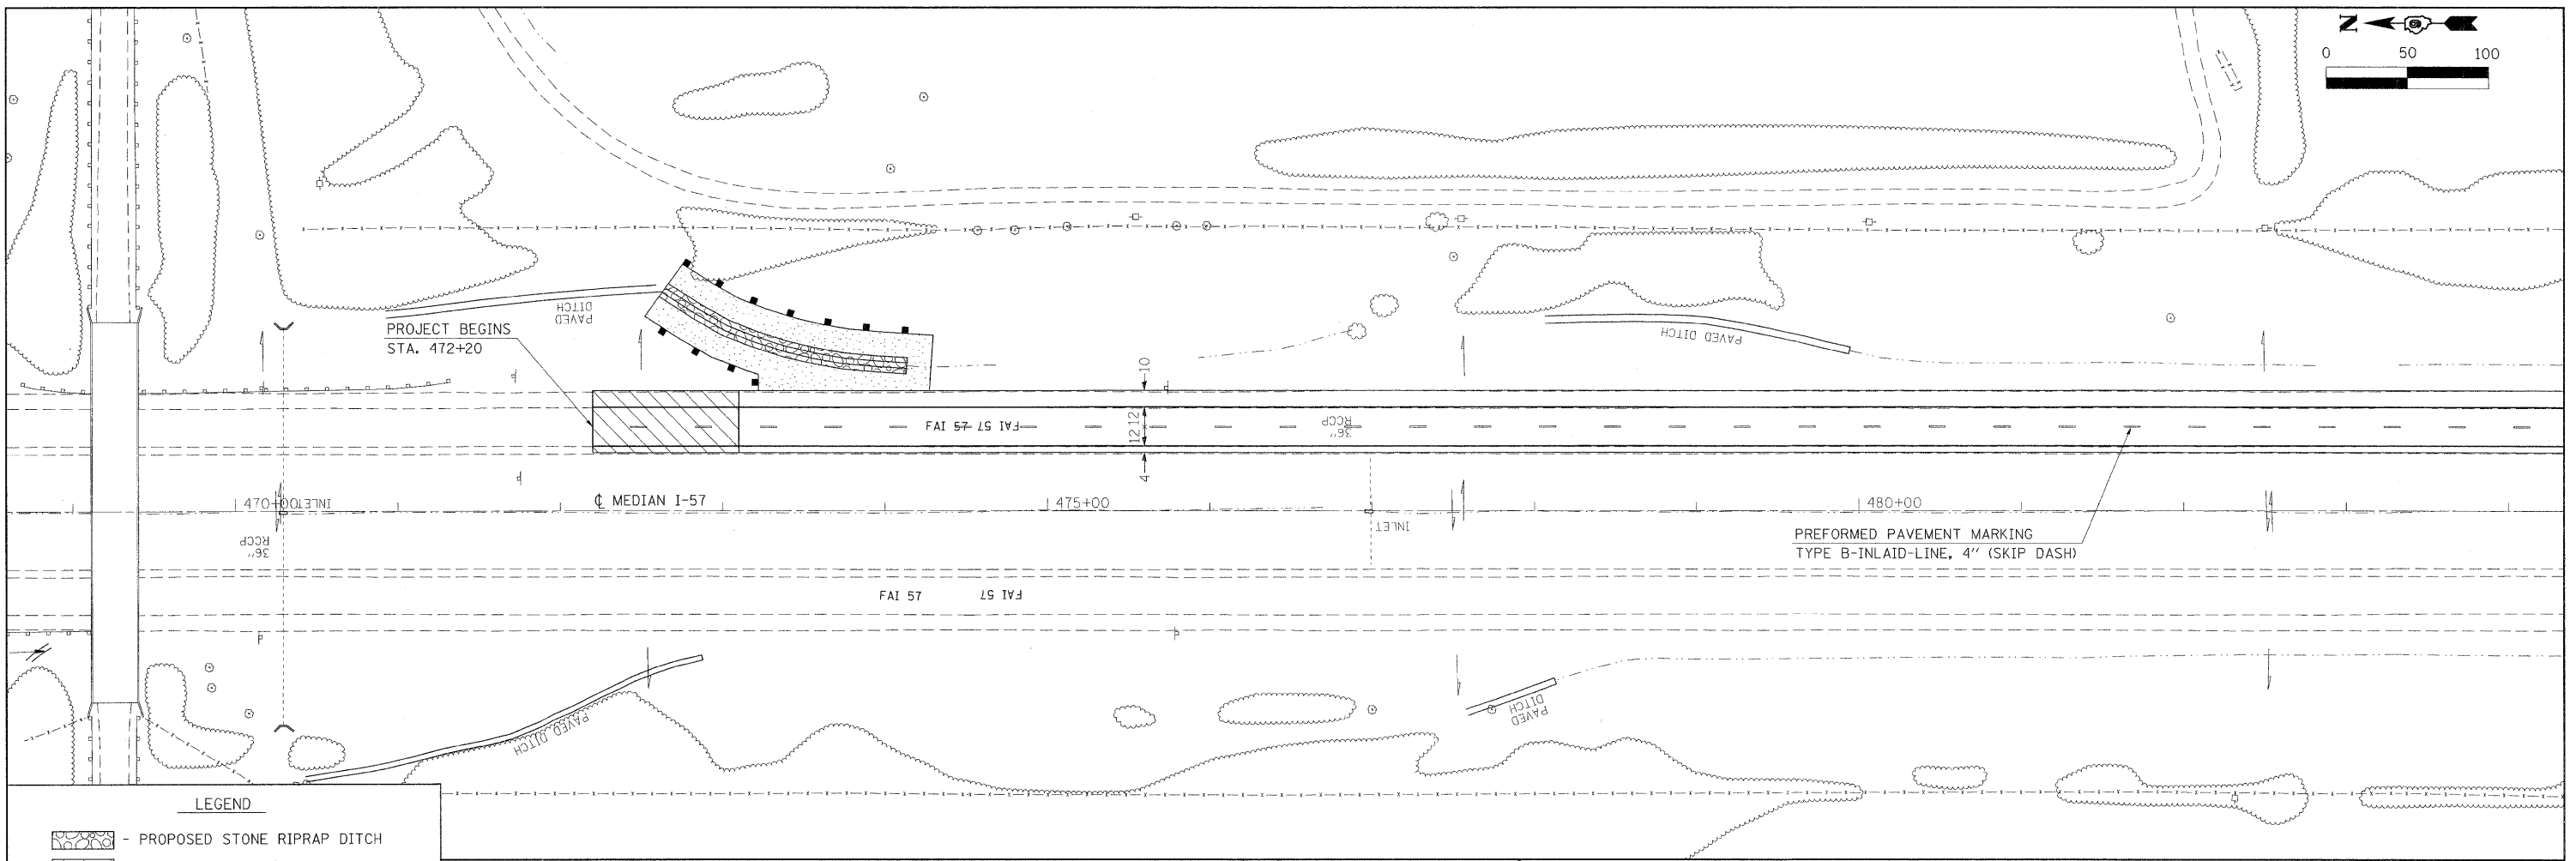 N
0 50 100
PAVED
DITCH
PROJECT BEGINS
STA. 472+20
PAVED DITCH
10
12 12
4
FAI 57 FAI 57
36"
RCCP
470+00 INLET
℄ MEDIAN I-57
475+00
INLET
480+00
36"
RCCP
PREFORMED PAVEMENT MARKING
TYPE B-INLAID-LINE, 4" (SKIP DASH)
FAI 57 FAI 57
PAVED DITCH
PAVED
DITCH
LEGEND
- PROPOSED STONE RIPRAP DITCH